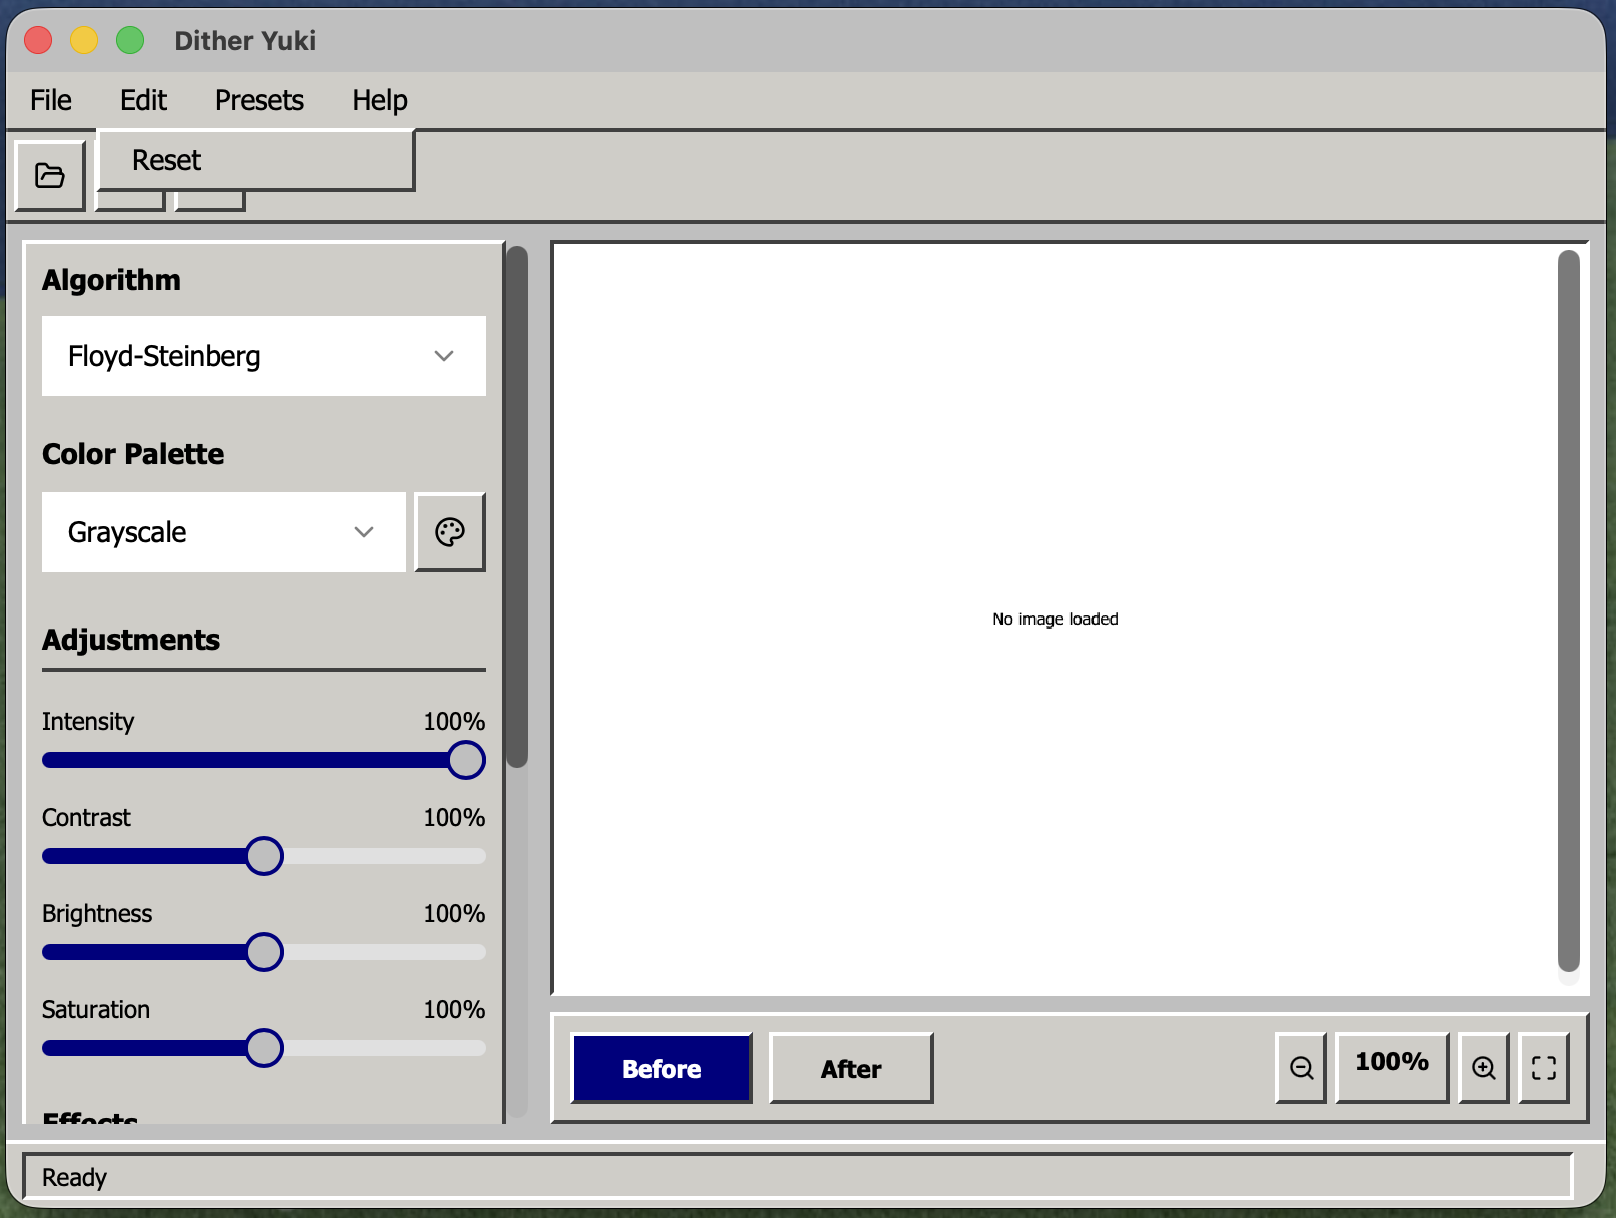 Dither Yuki
File Edit Presets Help
Reset
Algorithm
Floyd-Steinberg
Color Palette
Grayscale
Adjustments
Intensity 100%
Contrast 100%
Brightness 100%
Saturation 100%
Effects
No image loaded
Before After 100%
Ready